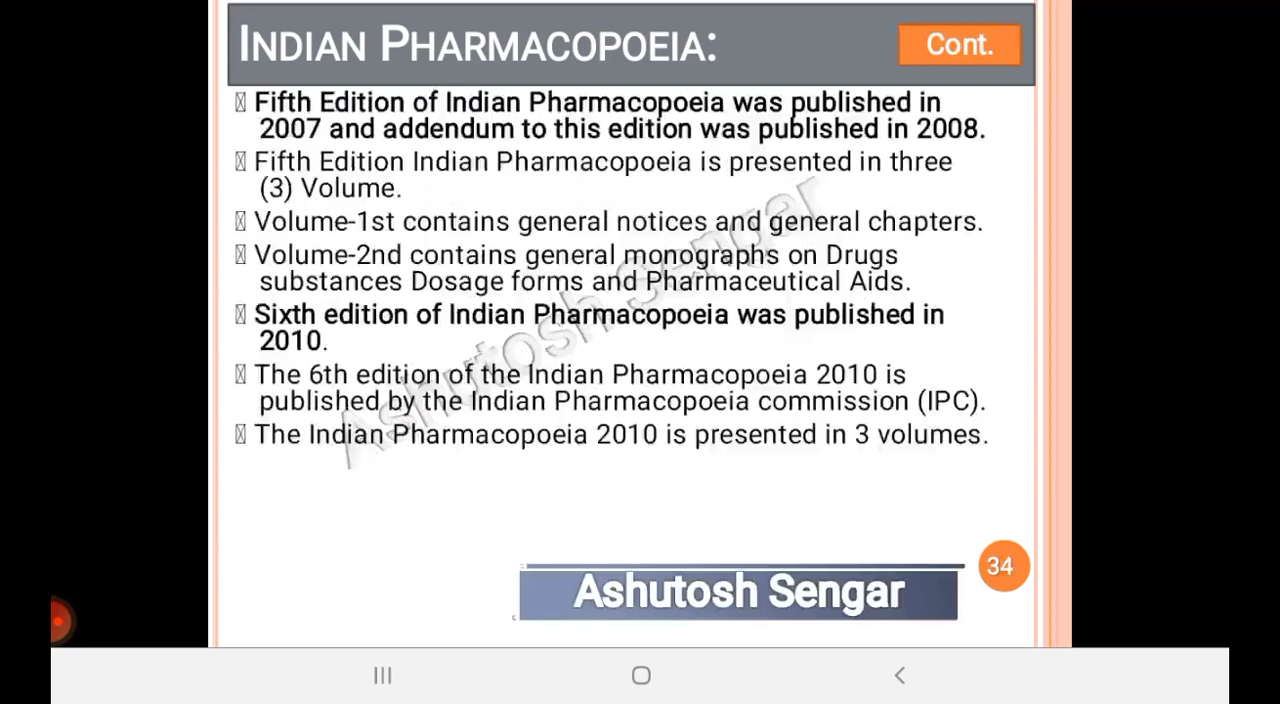 INDIAN PHARMACOPOEIA:
Cont.
Fifth Edition of Indian Pharmacopoeia was published in
2007 and addendum to this edition was published in 2008.
Fifth Edition Indian Pharmacopoeia is presented in three
(3) Volume.
Volume-1st contains general notices and general chapters.
Volume-2nd contains general monographs on Drugs
substances Dosage forms and Pharmaceutical Aids.
Sixth edition of Indian Pharmacopoeia was published in
2010.
The 6th edition of the Indian Pharmacopoeia 2010 is
published by the Indian Pharmacopoeia commission (IPC).
The Indian Pharmacopoeia 2010 is presented in 3 volumes.
Ashutosh Sengar
34
Ashutosh Sengar